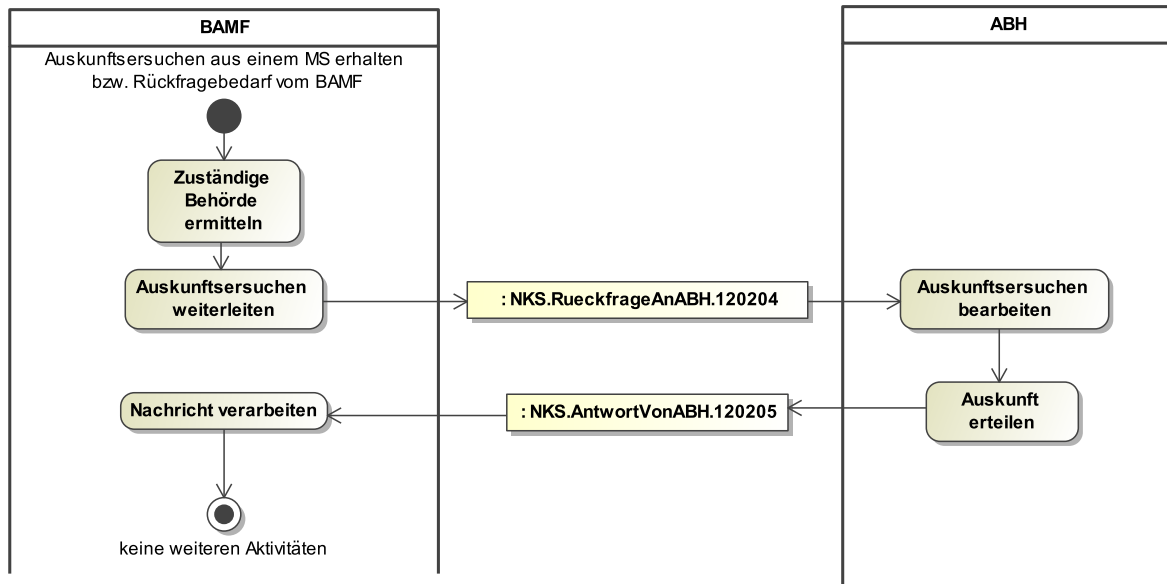 BAMF
Auskunftsersuchen aus einem MS erhalten
bzw. Rückfragebedarf vom BAMF
Zuständige
Behörde
ermitteln
Auskunftsersuchen
weiterleiten
: NKS.RueckfrageAnABH.120204
ABH
Auskunftsersuchen
bearbeiten
Auskunft
erteilen
: NKS.AntwortVonABH.120205
Nachricht verarbeiten
keine weiteren Aktivitäten